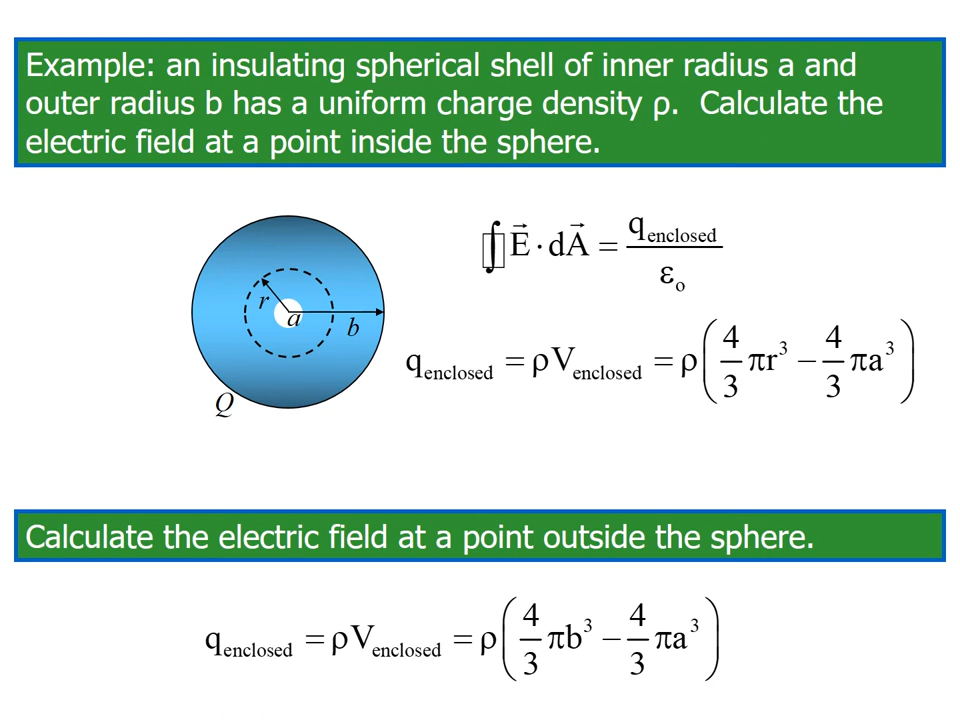 Example: an insulating spherical shell of inner radius a and
outer radius b has a uniform charge density ρ. Calculate the
electric field at a point inside the sphere.
∮ E⃗ · dA⃗ = q_enclosed / ε_o
r
a
b
Q
q_enclosed = ρV_enclosed = ρ(4/3 πr³ − 4/3 πa³)
Calculate the electric field at a point outside the sphere.
q_enclosed = ρV_enclosed = ρ(4/3 πb³ − 4/3 πa³)